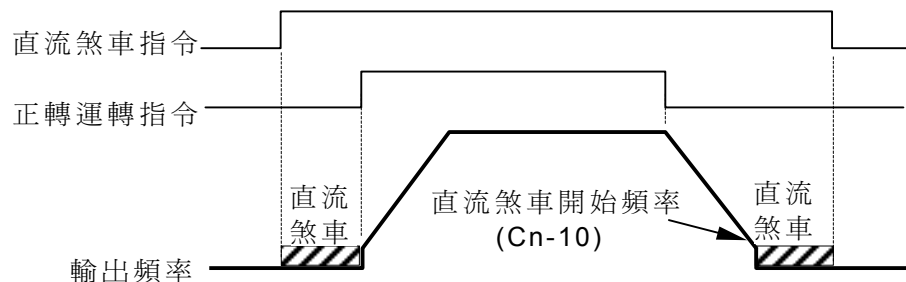 直流煞車指令
正轉運轉指令
直流
煞車
直流煞車開始頻率
(Cn-10)
直流
煞車
輸出頻率